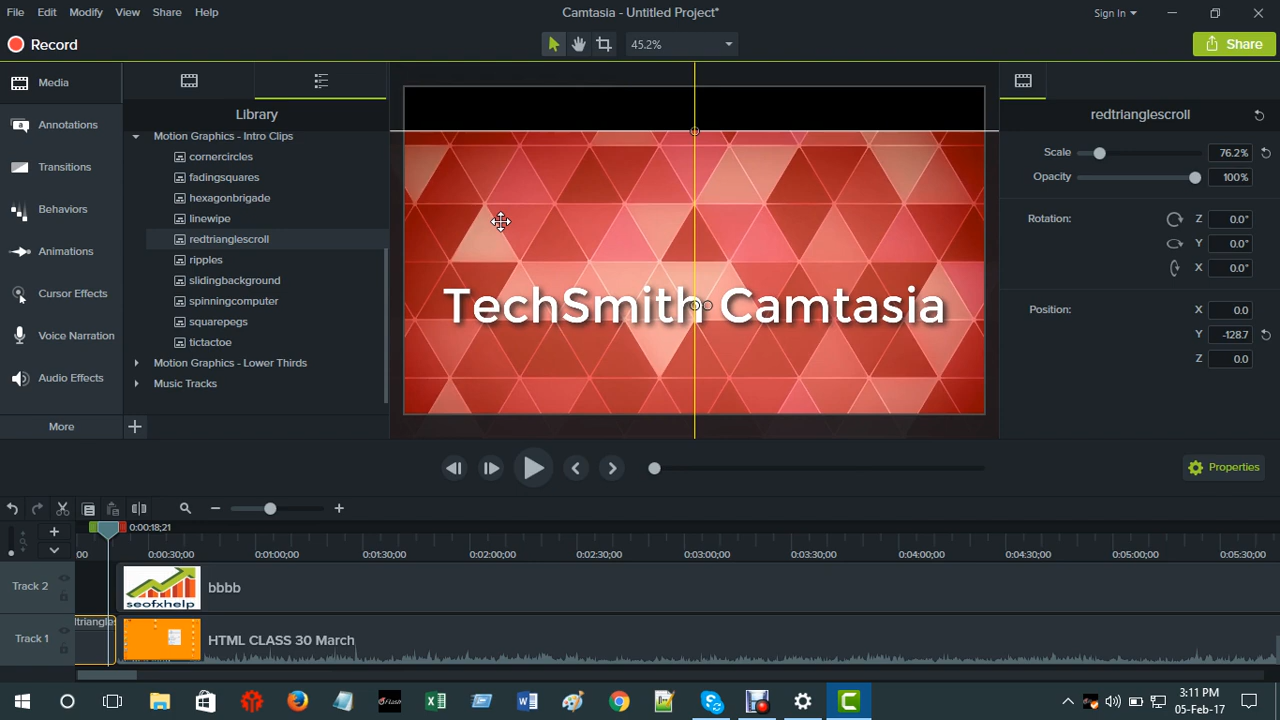 File Edit Modify View Share Help
Camtasia - Untitled Project*
Sign In
Record
45.2%
Share
Media
Annotations
Transitions
Behaviors
Animations
Cursor Effects
Voice Narration
Audio Effects
More
Library
Motion Graphics - Intro Clips
cornercircles
fadingsquares
hexagonbrigade
linewipe
redtrianglescroll
ripples
slidingbackground
spinningcomputer
squarepegs
tictactoe
Motion Graphics - Lower Thirds
Music Tracks
TechSmith Camtasia
redtrianglescroll
Scale 76.2%
Opacity 100%
Rotation: Z 0.0°
Y 0.0°
X 0.0°
Position: X 0.0
Y -128.7
Z 0.0
Properties
0:00:18;21
00 0:00:30;00 0:01:00;00 0:01:30;00 0:02:00;00 0:02:30;00 0:03:00;00 0:03:30;00 0:04:00;00 0:04:30;00 0:05:00;00 0:05:30;00
Track 2
seofxhelp
bbbb
Track 1
HTML CLASS 30 March
3:11 PM
05-Feb-17